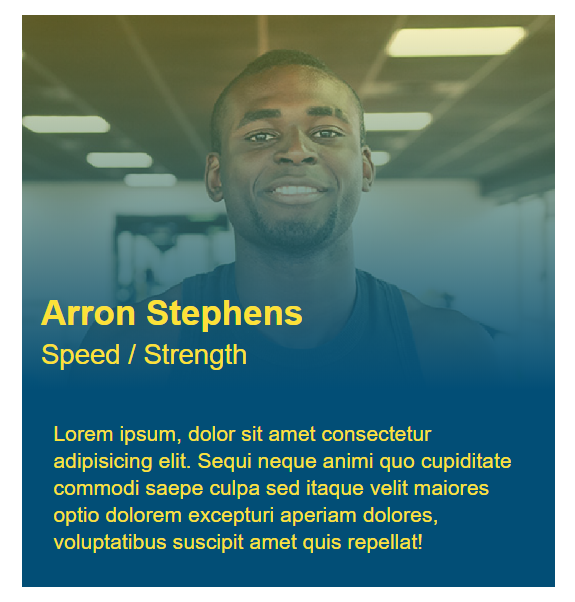 Arron Stephens
Speed / Strength
Lorem ipsum, dolor sit amet consectetur
adipisicing elit. Sequi neque animi quo cupiditate
commodi saepe culpa sed itaque velit maiores
optio dolorem excepturi aperiam dolores,
voluptatibus suscipit amet quis repellat!